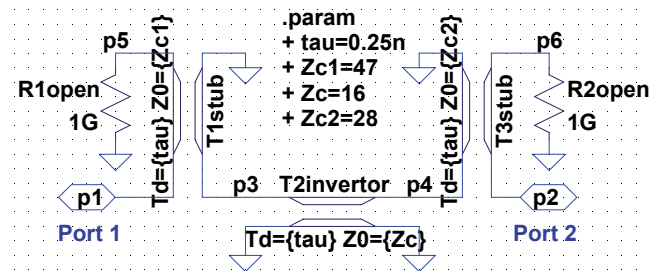 p5
Td={tau} Z0={Zc1}
R1open
1G
T1stub
.param
+ tau=0.25n
+ Zc1=47
+ Zc=16
+ Zc2=28
Td={tau} Z0={Zc2}
T3stub
p6
R2open
1G
p1
p3
T2invertor
p4
p2
Port 1
Td={tau} Z0={Zc}
Port 2